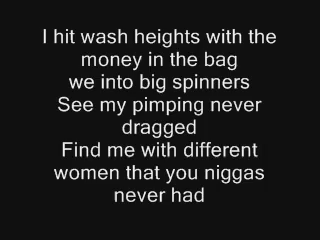 I hit wash heights with the
money in the bag
we into big spinners
See my pimping never
dragged
Find me with different
women that you niggas
never had